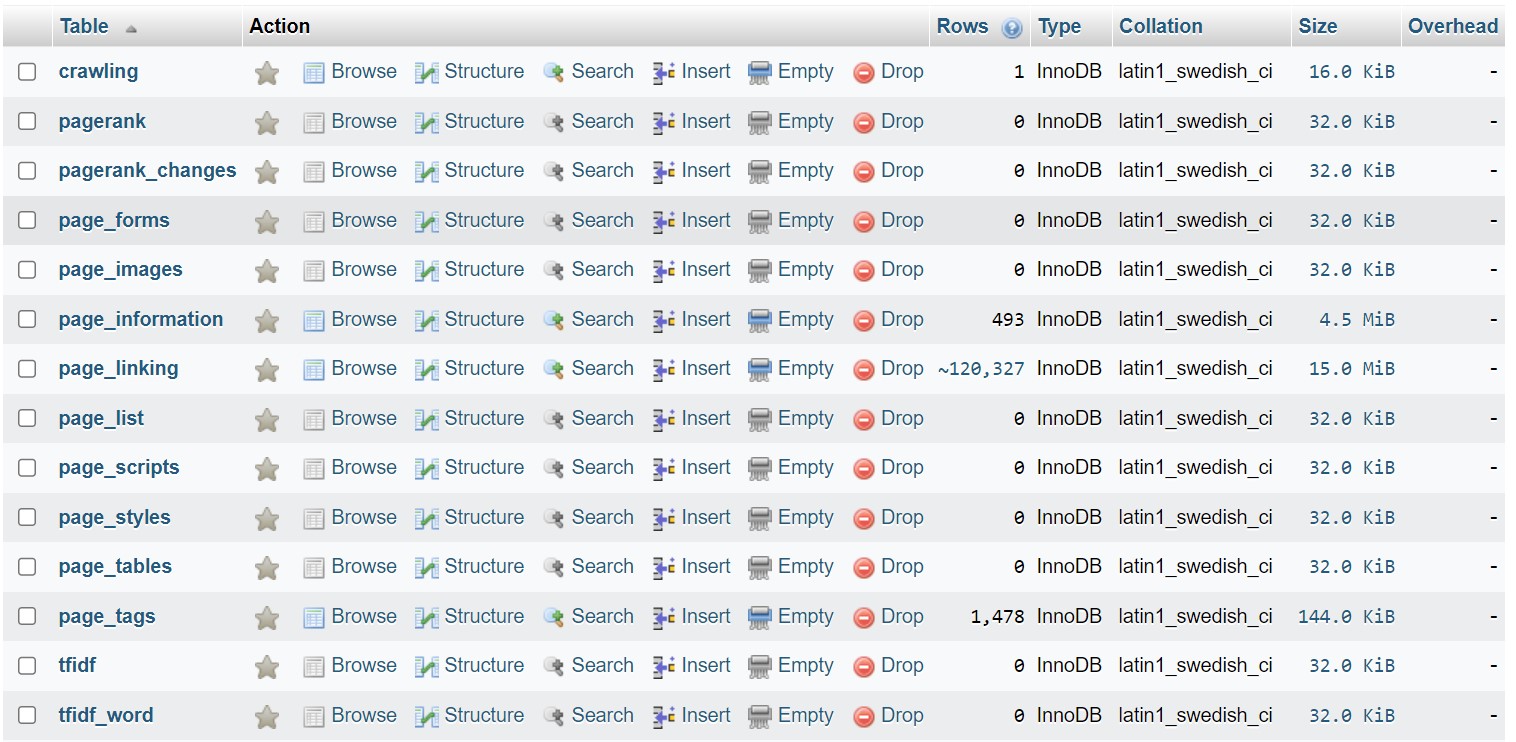 Table Action Rows Type Collation Size Overhead
crawling Browse Structure Search Insert Empty Drop 1 InnoDB latin1_swedish_ci 16.0 KiB -
pagerank Browse Structure Search Insert Empty Drop 0 InnoDB latin1_swedish_ci 32.0 KiB -
pagerank_changes Browse Structure Search Insert Empty Drop 0 InnoDB latin1_swedish_ci 32.0 KiB -
page_forms Browse Structure Search Insert Empty Drop 0 InnoDB latin1_swedish_ci 32.0 KiB -
page_images Browse Structure Search Insert Empty Drop 0 InnoDB latin1_swedish_ci 32.0 KiB -
page_information Browse Structure Search Insert Empty Drop 493 InnoDB latin1_swedish_ci 4.5 MiB -
page_linking Browse Structure Search Insert Empty Drop ~120,327 InnoDB latin1_swedish_ci 15.0 MiB -
page_list Browse Structure Search Insert Empty Drop 0 InnoDB latin1_swedish_ci 32.0 KiB -
page_scripts Browse Structure Search Insert Empty Drop 0 InnoDB latin1_swedish_ci 32.0 KiB -
page_styles Browse Structure Search Insert Empty Drop 0 InnoDB latin1_swedish_ci 32.0 KiB -
page_tables Browse Structure Search Insert Empty Drop 0 InnoDB latin1_swedish_ci 32.0 KiB -
page_tags Browse Structure Search Insert Empty Drop 1,478 InnoDB latin1_swedish_ci 144.0 KiB -
tfidf Browse Structure Search Insert Empty Drop 0 InnoDB latin1_swedish_ci 32.0 KiB -
tfidf_word Browse Structure Search Insert Empty Drop 0 InnoDB latin1_swedish_ci 32.0 KiB -